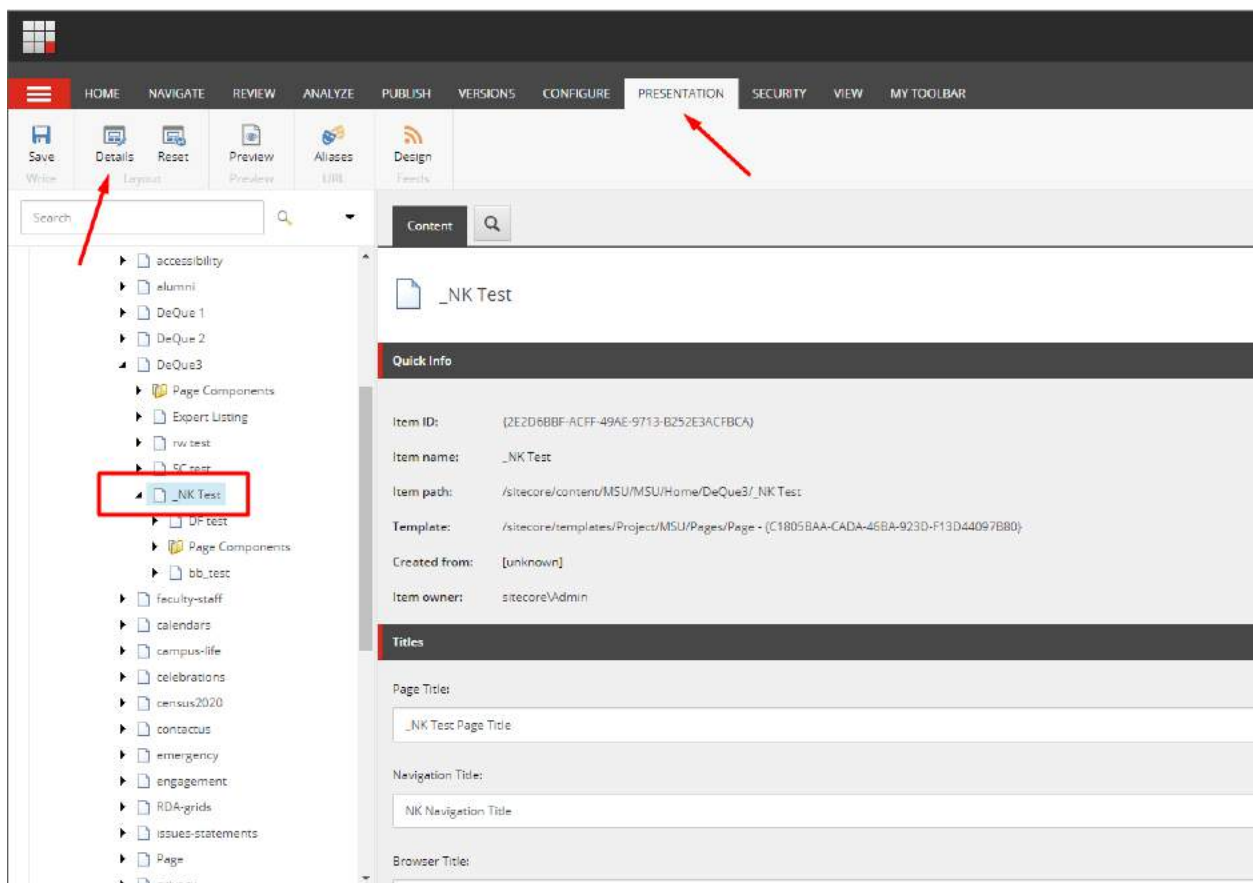 HOME NAVIGATE REVIEW ANALYZE PUBLISH VERSIONS CONFIGURE PRESENTATION SECURITY VIEW MY TOOLBAR
Save Details Reset Preview Aliases Design
Write Layout Preview URL Feeds
Search
Content
accessibility
alumni
DeQue 1
DeQue 2
DeQue3
Page Components
Expert Listing
rw test
SC test
_NK Test
DF test
Page Components
bb_test
faculty-staff
calendars
campus-life
celebrations
census2020
contactus
emergency
engagement
RDA-grids
issues-statements
Page
_NK Test
Quick Info
Item ID: {2E2D6BBF-ACFF-49AE-9713-B252E3ACFBCA}
Item name: _NK Test
Item path: /sitecore/content/MSU/MSU/Home/DeQue3/_NK Test
Template: /sitecore/templates/Project/MSU/Pages/Page - {C1805BAA-CADA-46BA-923D-F13D44097B80}
Created from: [unknown]
Item owner: sitecore\Admin
Titles
Page Title:
_NK Test Page Title
Navigation Title:
NK Navigation Title
Browser Title: